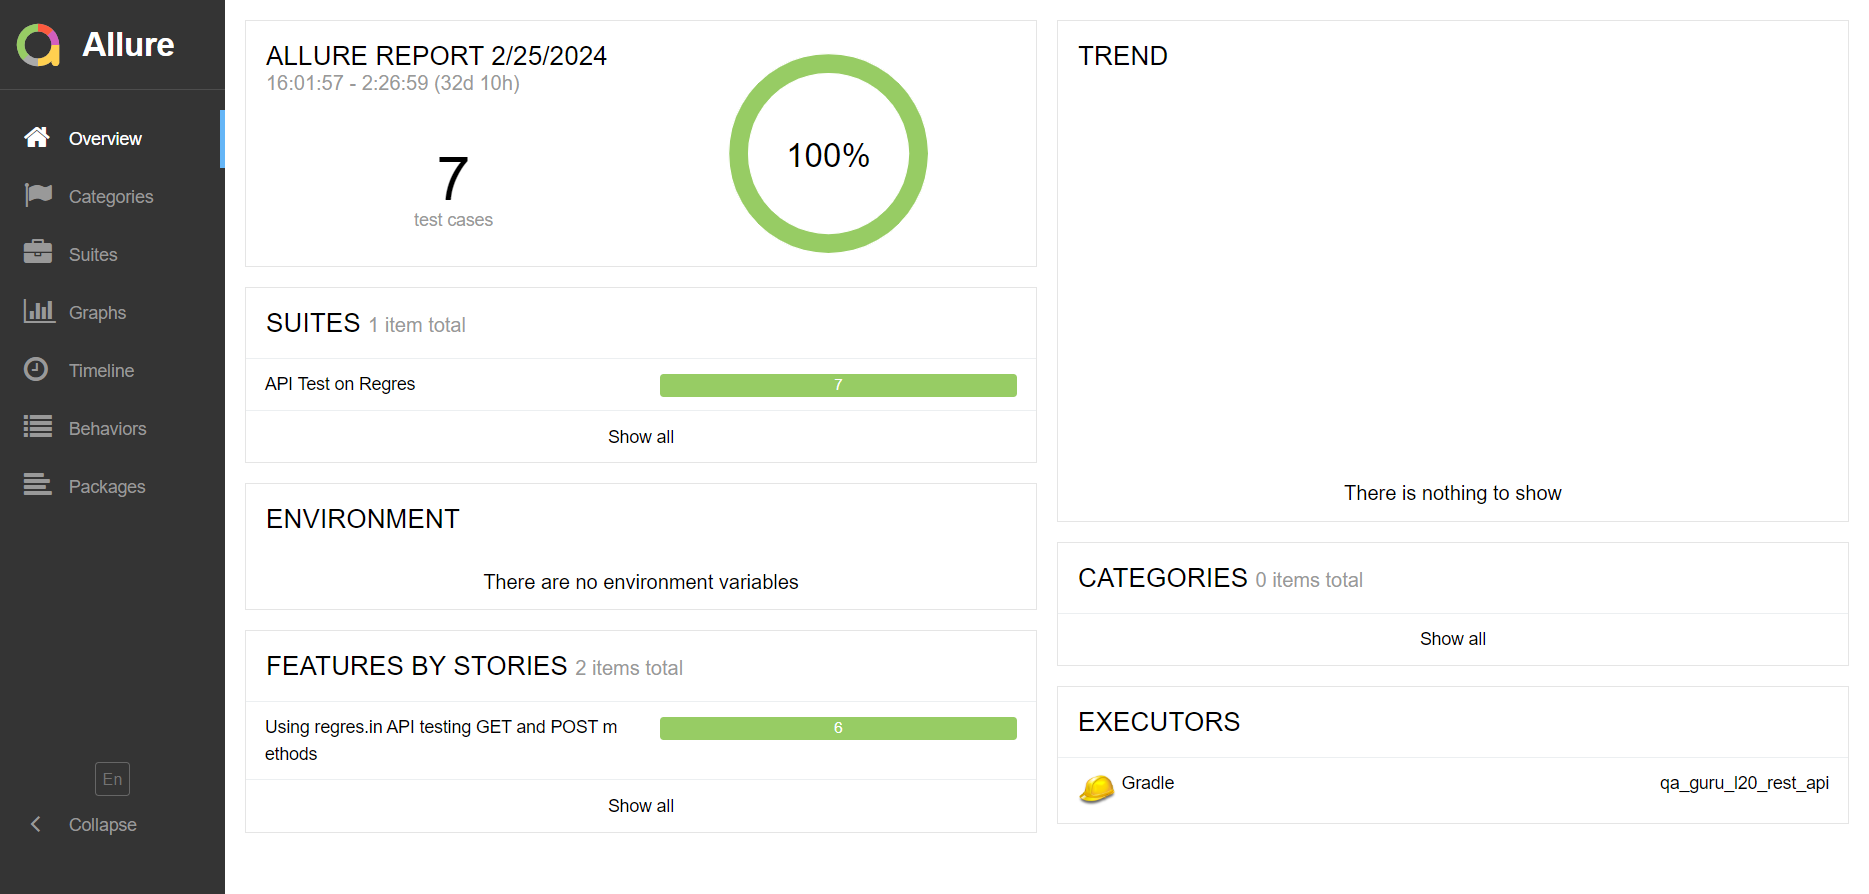 Allure
Overview
Categories
Suites
Graphs
Timeline
Behaviors
Packages
En
Collapse
ALLURE REPORT 2/25/2024
16:01:57 - 2:26:59 (32d 10h)
7
test cases
100%
SUITES 1 item total
API Test on Regres 7
Show all
ENVIRONMENT
There are no environment variables
FEATURES BY STORIES 2 items total
Using regres.in API testing GET and POST m 6
ethods
Show all
TREND
There is nothing to show
CATEGORIES 0 items total
Show all
EXECUTORS
Gradle qa_guru_l20_rest_api